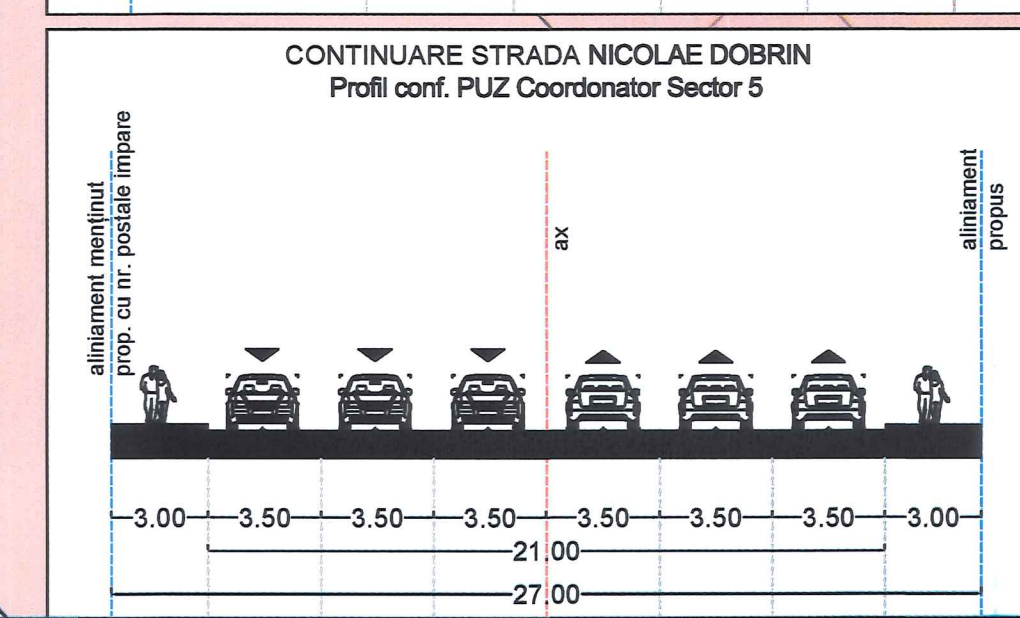 CONTINUARE STRADA NICOLAE DOBRIN
Profil conf. PUZ Coordonator Sector 5
aliniament menținut
prop. cu nr. postale impare
ax
aliniament
propus
3.00 3.50 3.50 3.50 3.50 3.50 3.50 3.00
21.00
27.00